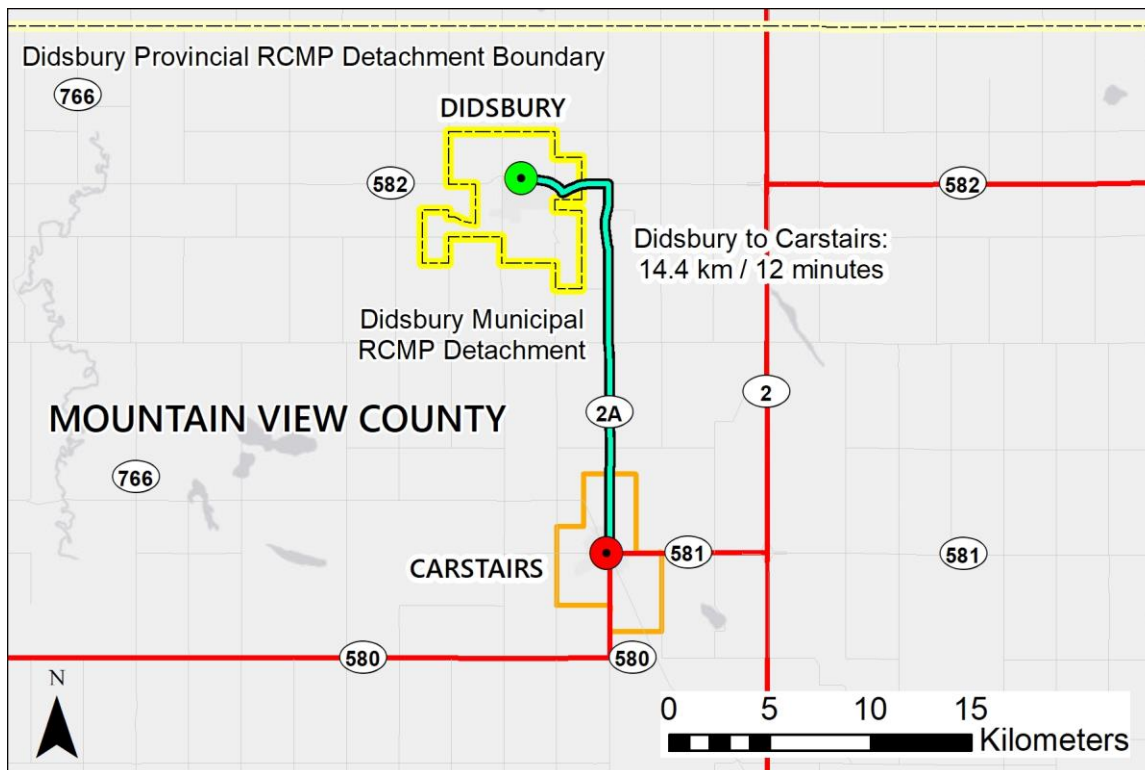 Didsbury Provincial RCMP Detachment Boundary
766
DIDSBURY
582
582
Didsbury to Carstairs:
14.4 km / 12 minutes
Didsbury Municipal
RCMP Detachment
2
2A
MOUNTAIN VIEW COUNTY
766
581
581
CARSTAIRS
580
580
N
0 5 10 15
Kilometers